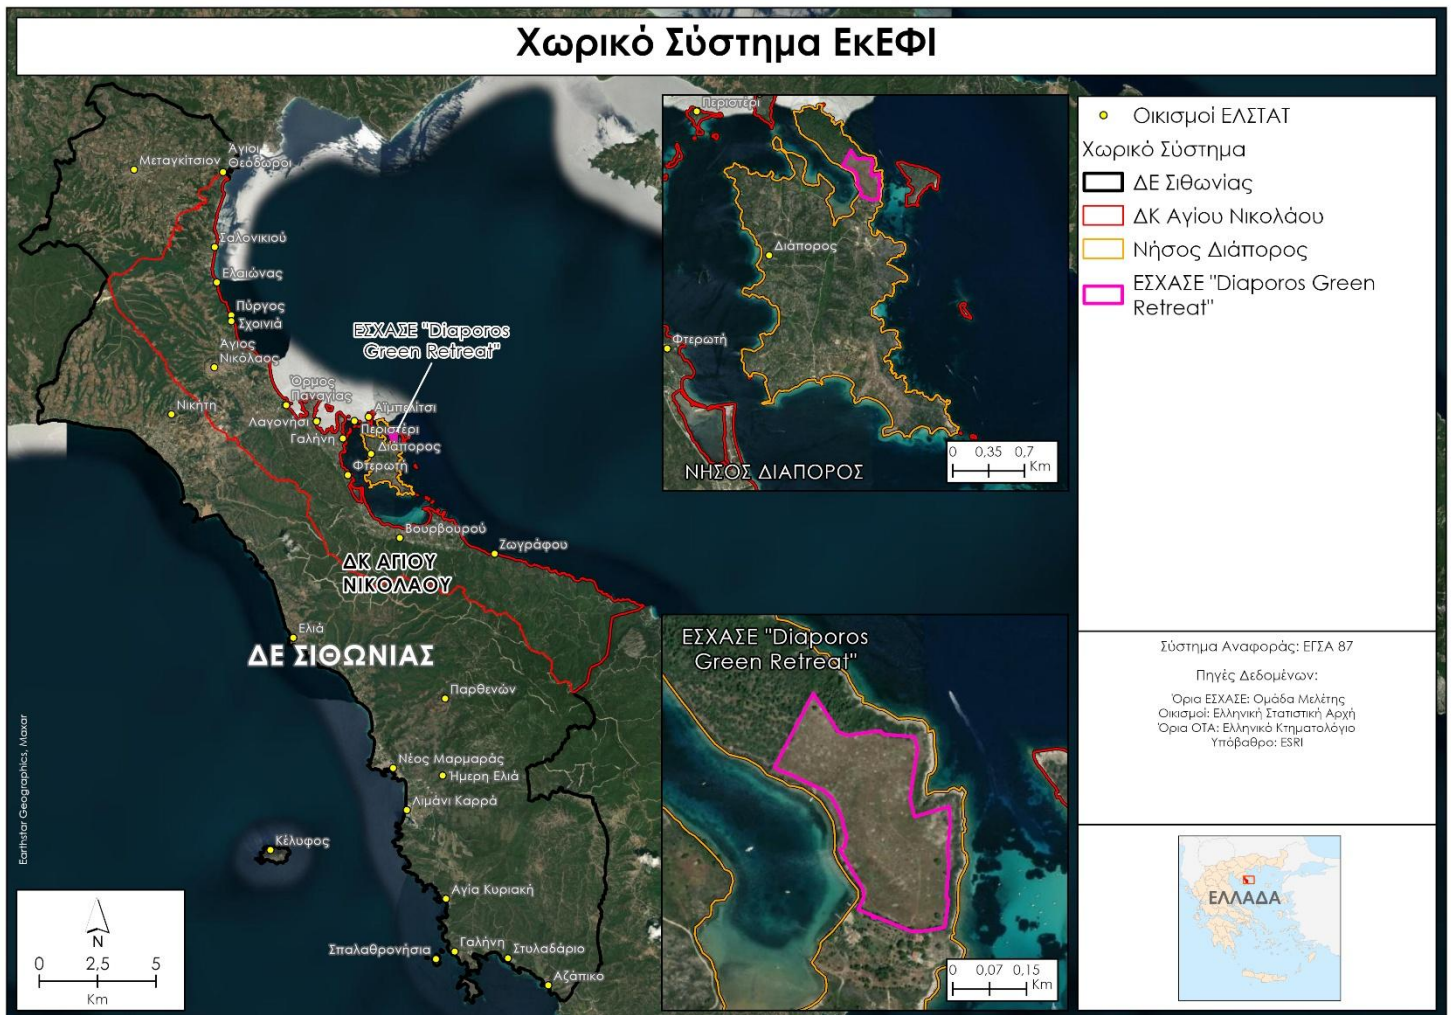 Χωρικό Σύστημα ΕκΕΦΙ
Μεταγκίτσιον
Άγιοι
Θεόδωροι
Σαλονικιού
Ελαιώνας
Πύργος
Σχοινιά
Άγιος
Νικόλαος
Νικήτη
Όρμος
Παναγίας
Λαγονήσι
Γαλήνη
Αϊμπελίτσι
Περιστέρι
Διάπορος
Φτερωτή
ΕΣΧΑΣΕ "Diaporos
Green Retreat"
Βουρβουρού
Ζωγράφου
ΔΚ ΑΓΙΟΥ
ΝΙΚΟΛΑΟΥ
Ελιά
ΔΕ ΣΙΘΩΝΙΑΣ
Παρθενών
Νέος Μαρμαράς
Ήμερη Ελιά
Λιμάνι Καρρά
Κέλυφος
Αγία Κυριακή
Σπαλαθρονήσια
Γαλήνη
Στυλαδάριο
Αζάπικο
Earthstar Geographics, Maxar
N
0 2,5 5
Km
Περιστέρι
Διάπορος
Φτερωτή
ΝΗΣΟΣ ΔΙΑΠΟΡΟΣ
0 0,35 0,7
Km
ΕΣΧΑΣΕ "Diaporos
Green Retreat"
0 0,07 0,15
Km
Οικισμοί ΕΛΣΤΑΤ
Χωρικό Σύστημα
ΔΕ Σιθωνίας
ΔΚ Αγίου Νικολάου
Νήσος Διάπορος
ΕΣΧΑΣΕ "Diaporos Green
Retreat"
Σύστημα Αναφοράς: ΕΓΣΑ 87
Πηγές Δεδομένων:
Όρια ΕΣΧΑΣΕ: Ομάδα Μελέτης
Οικισμοί: Ελληνική Στατιστική Αρχή
Όρια ΟΤΑ: Ελληνικό Κτηματολόγιο
Υπόβαθρο: ESRI
ΕΛΛΑΔΑ